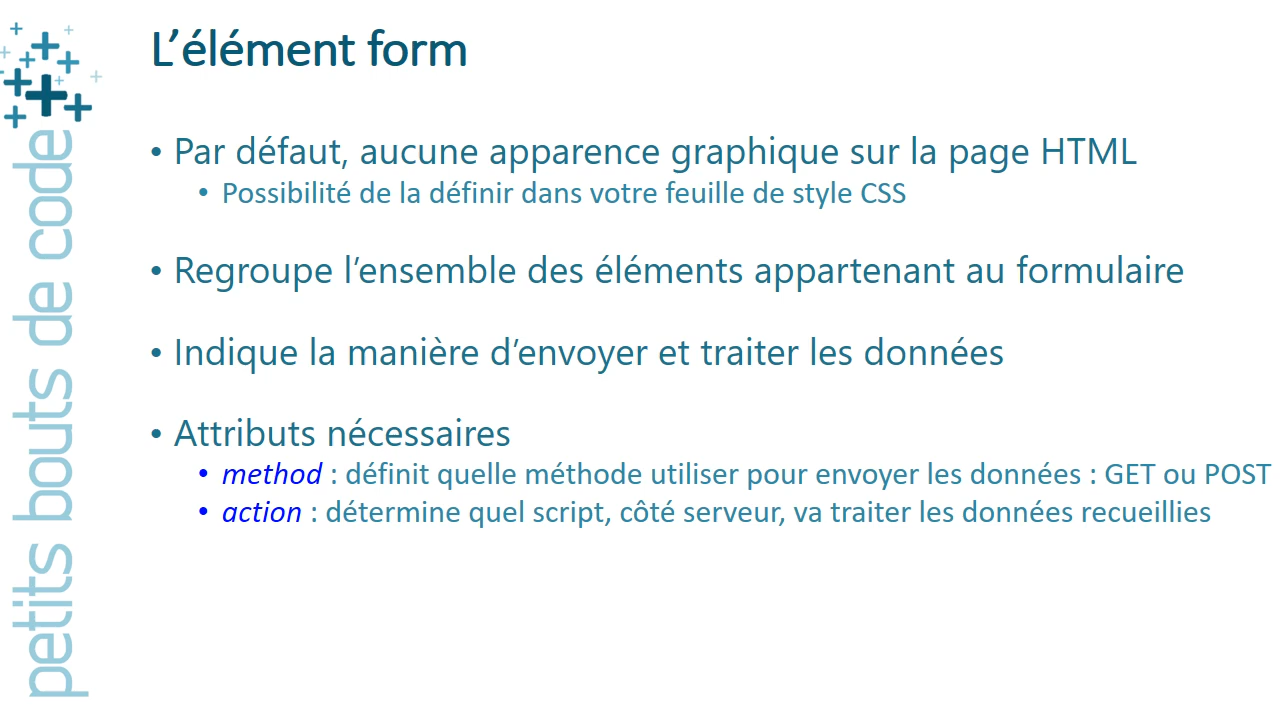 L’élément form
• Par défaut, aucune apparence graphique sur la page HTML
• Possibilité de la définir dans votre feuille de style CSS
• Regroupe l’ensemble des éléments appartenant au formulaire
• Indique la manière d’envoyer et traiter les données
• Attributs nécessaires
• method : définit quelle méthode utiliser pour envoyer les données : GET ou POST
• action : détermine quel script, côté serveur, va traiter les données recueillies
petits bouts de code